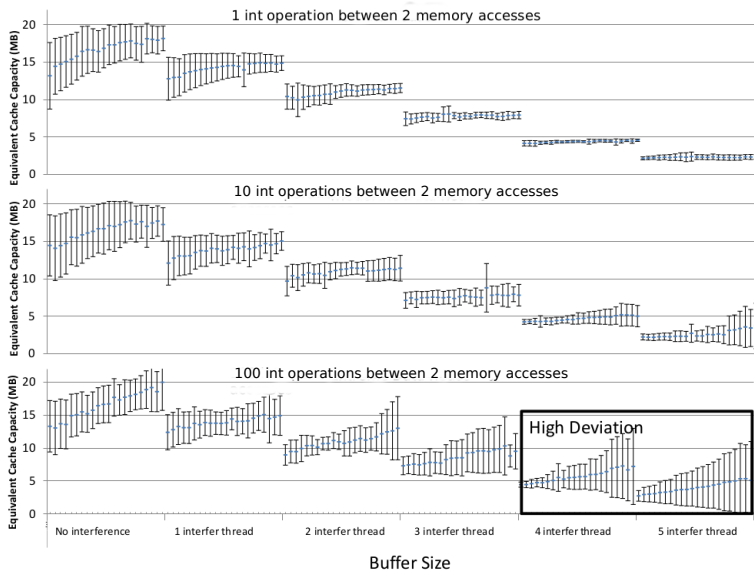 1 int operation between 2 memory accesses
Equivalent Cache Capacity (MB)
20
15
10
5
0
10 int operations between 2 memory accesses
Equivalent Cache Capacity (MB)
20
15
10
5
0
100 int operations between 2 memory accesses
Equivalent Cache Capacity (MB)
20
15
10
5
0
High Deviation
No interference
1 interfer thread
2 interfer thread
3 interfer thread
4 interfer thread
5 interfer thread
Buffer Size